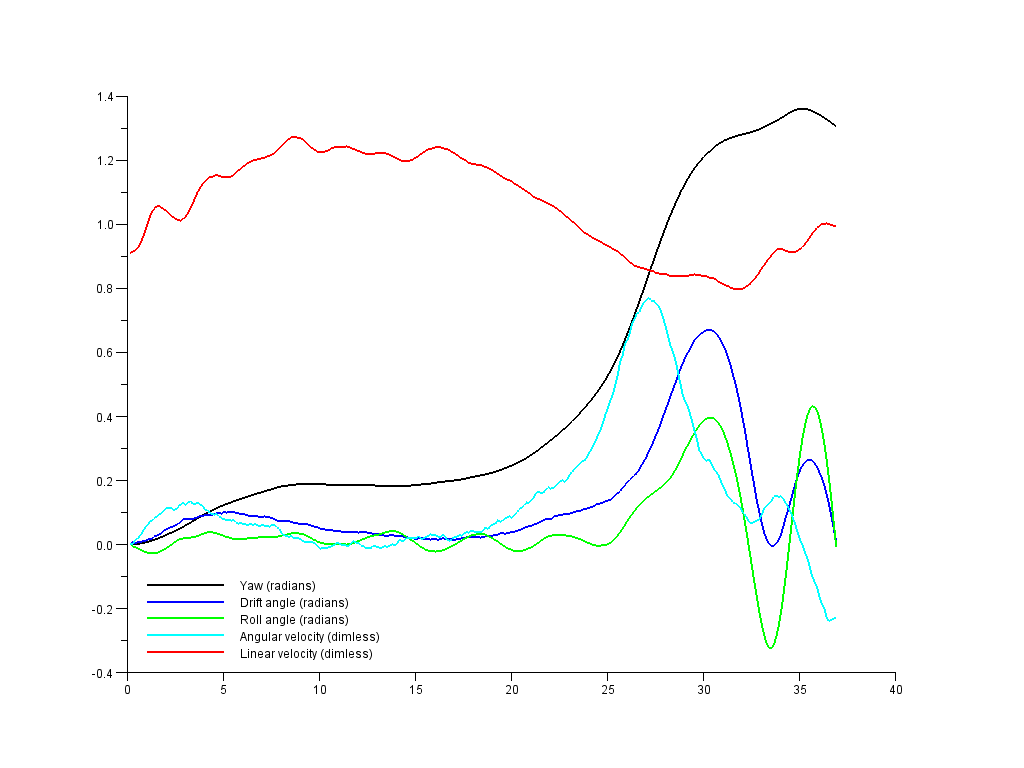 1.4
1.2
1.0
0.8
0.6
0.4
0.2
0.0
-0.2
-0.4
0 5 10 15 20 25 30 35 40
Yaw (radians)
Drift angle (radians)
Roll angle (radians)
Angular velocity (dimless)
Linear velocity (dimless)